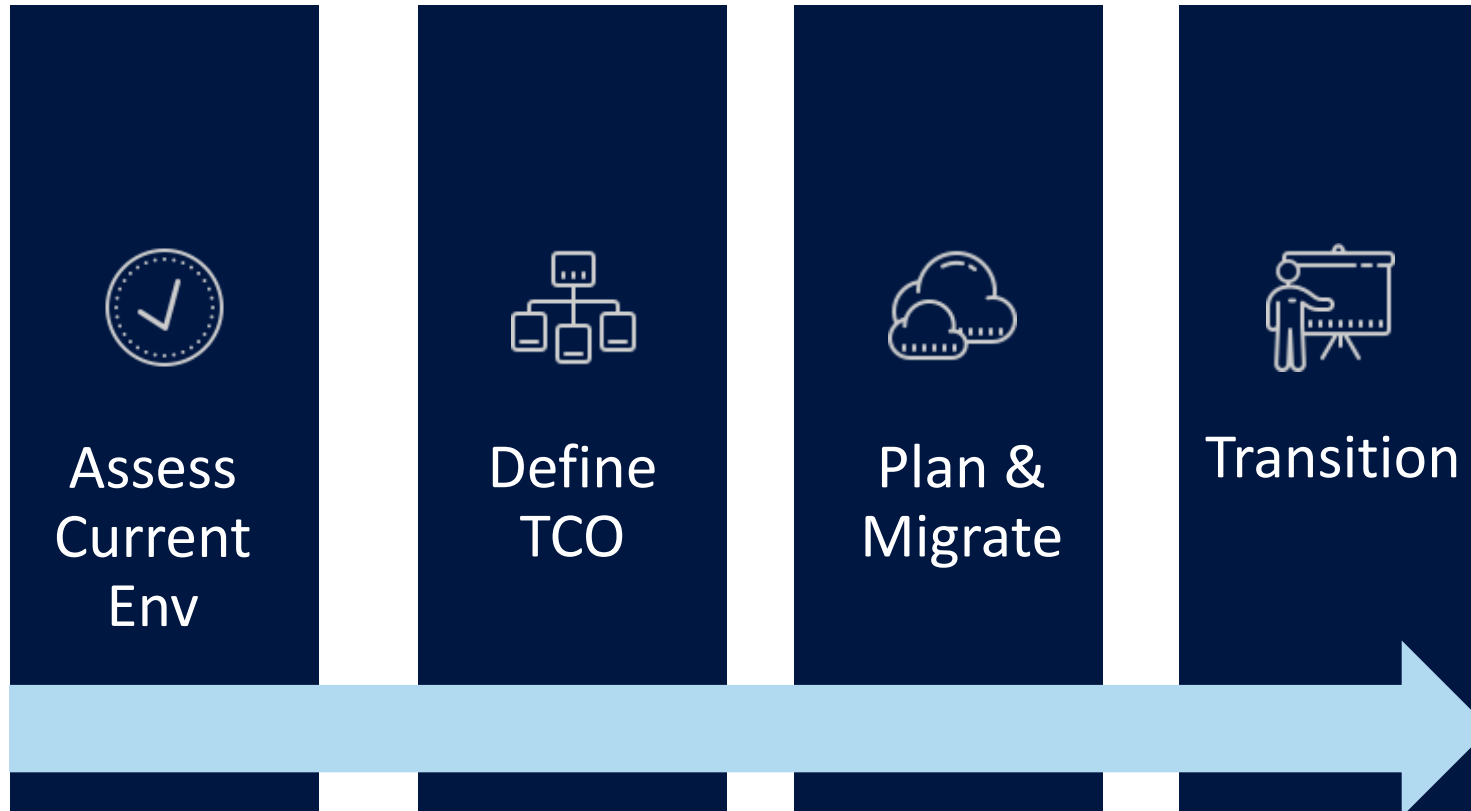 Assess
Current
Env
Define
TCO
Plan &
Migrate
Transition